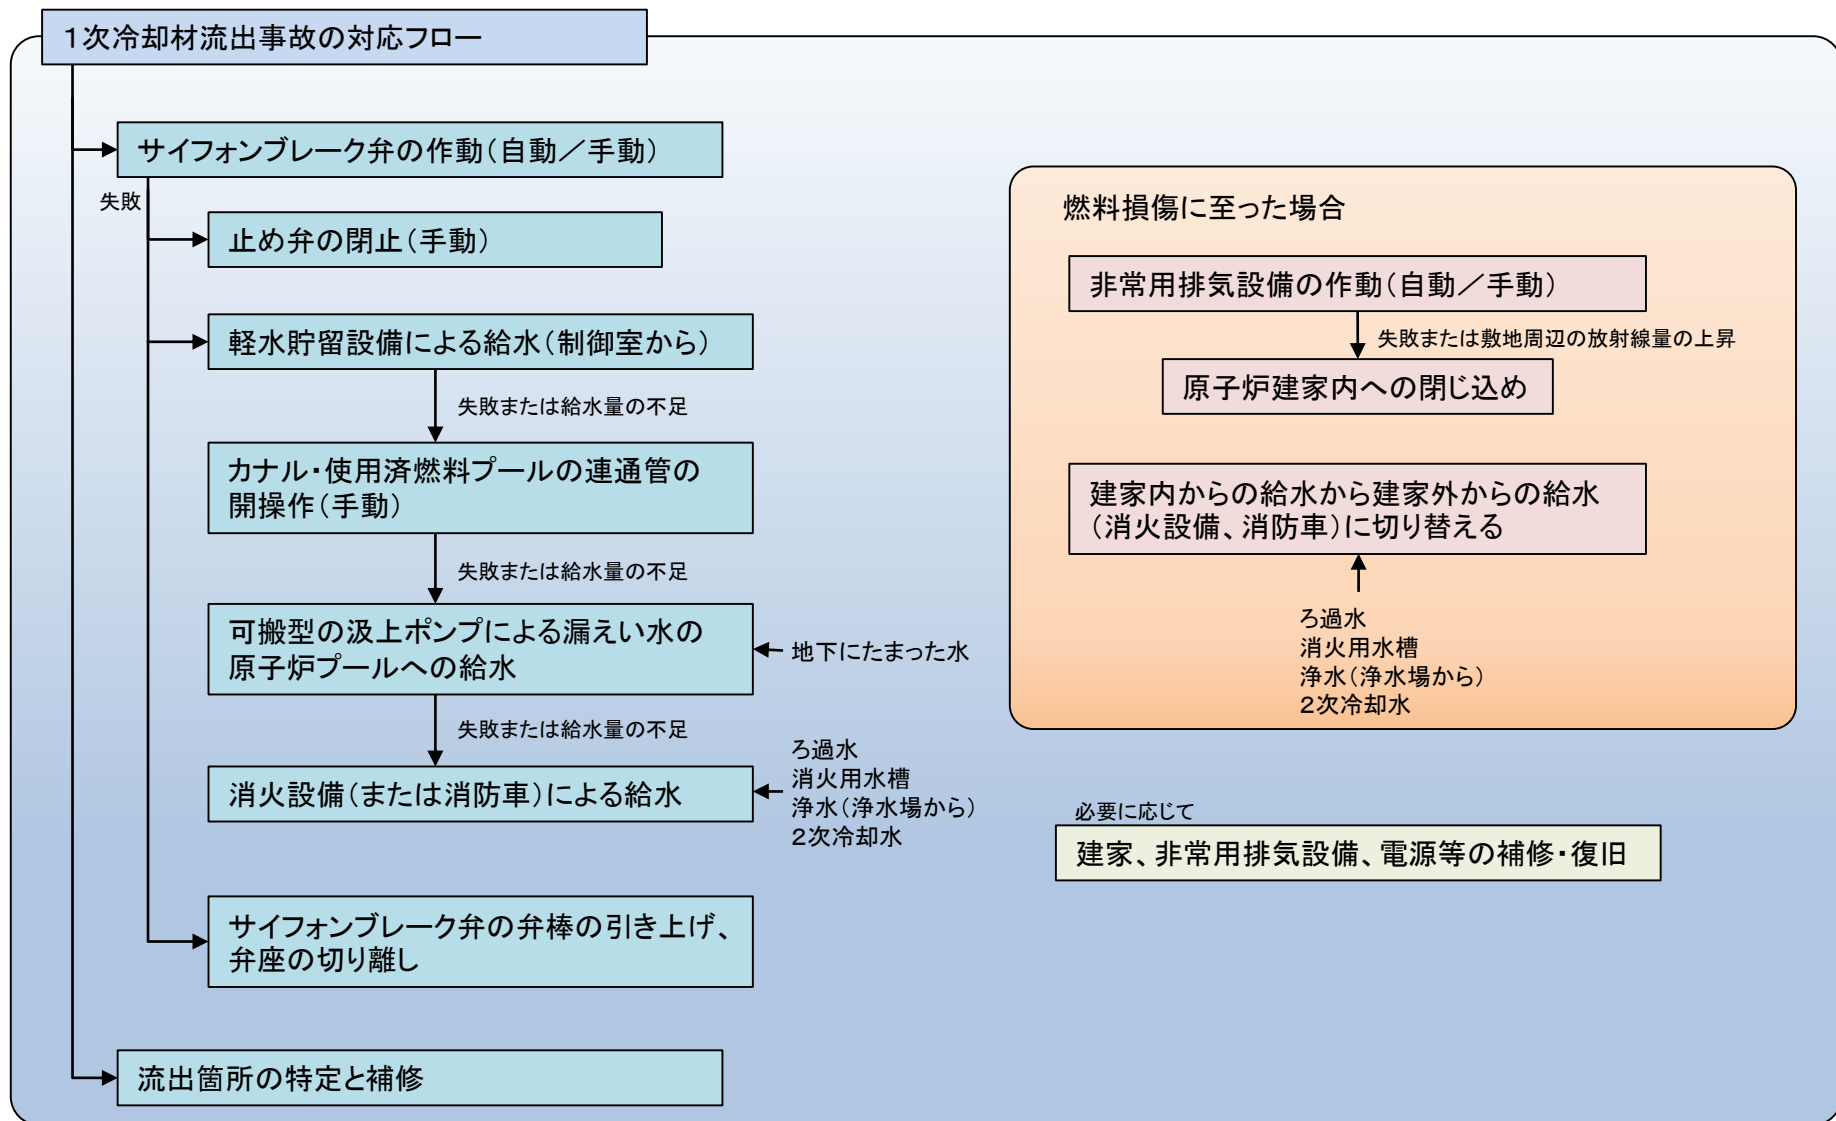 １次冷却材流出事故の対応フロー
サイフォンブレーク弁の作動（自動／手動）
失敗
止め弁の閉止（手動）
軽水貯留設備による給水（制御室から）
失敗または給水量の不足
カナル・使用済燃料プールの連通管の
開操作（手動）
失敗または給水量の不足
可搬型の汲上ポンプによる漏えい水の
原子炉プールへの給水
地下にたまった水
失敗または給水量の不足
消火設備（または消防車）による給水
ろ過水
消火用水槽
浄水（浄水場から）
２次冷却水
サイフォンブレーク弁の弁棒の引き上げ、
弁座の切り離し
流出箇所の特定と補修
燃料損傷に至った場合
非常用排気設備の作動（自動／手動）
失敗または敷地周辺の放射線量の上昇
原子炉建家内への閉じ込め
建家内からの給水から建家外からの給水
（消火設備、消防車）に切り替える
ろ過水
消火用水槽
浄水（浄水場から）
２次冷却水
必要に応じて
建家、非常用排気設備、電源等の補修・復旧